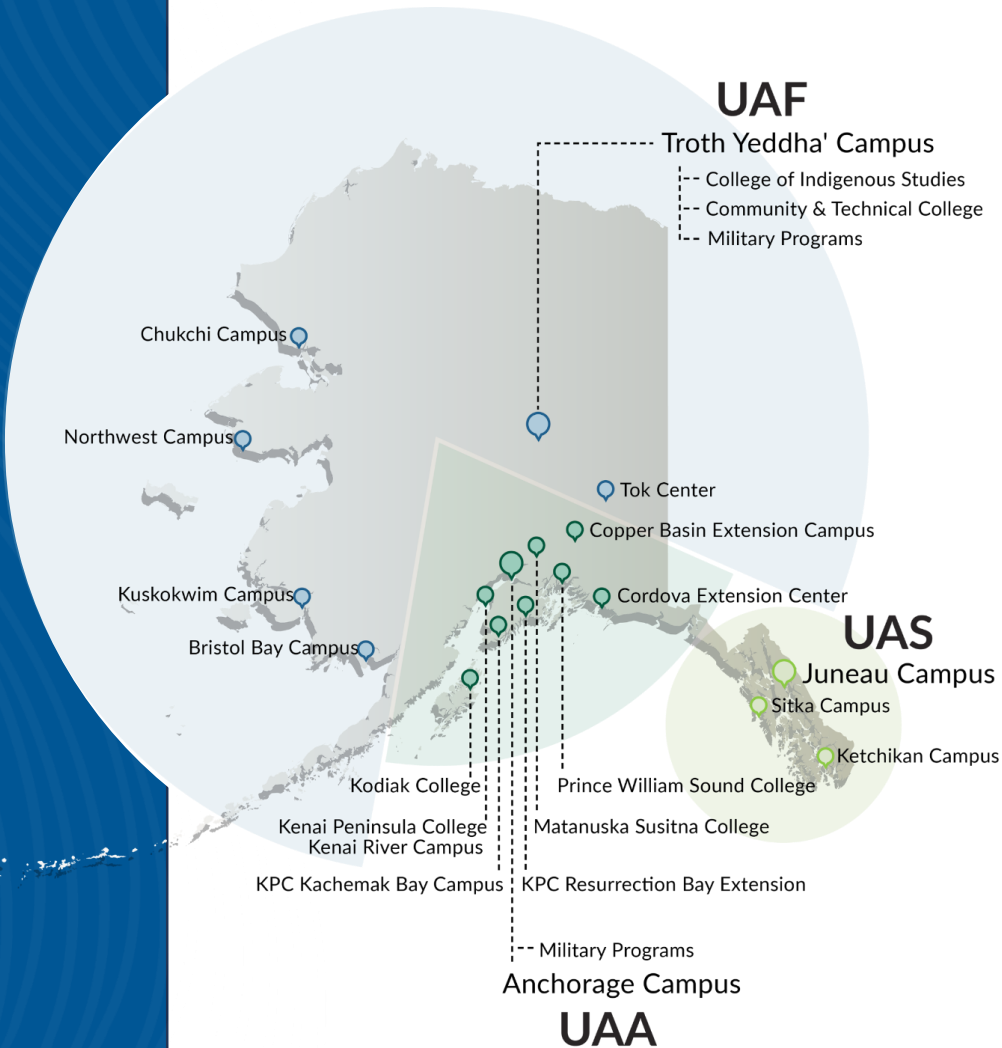 UAF
Troth Yeddha' Campus
College of Indigenous Studies
Community & Technical College
Military Programs
Chukchi Campus
Northwest Campus
Tok Center
Copper Basin Extension Campus
Kuskokwim Campus
Cordova Extension Center
UAS
Bristol Bay Campus
Juneau Campus
Sitka Campus
Ketchikan Campus
Kodiak College
Prince William Sound College
Kenai Peninsula College
Kenai River Campus
Matanuska Susitna College
KPC Kachemak Bay Campus
KPC Resurrection Bay Extension
Military Programs
Anchorage Campus
UAA